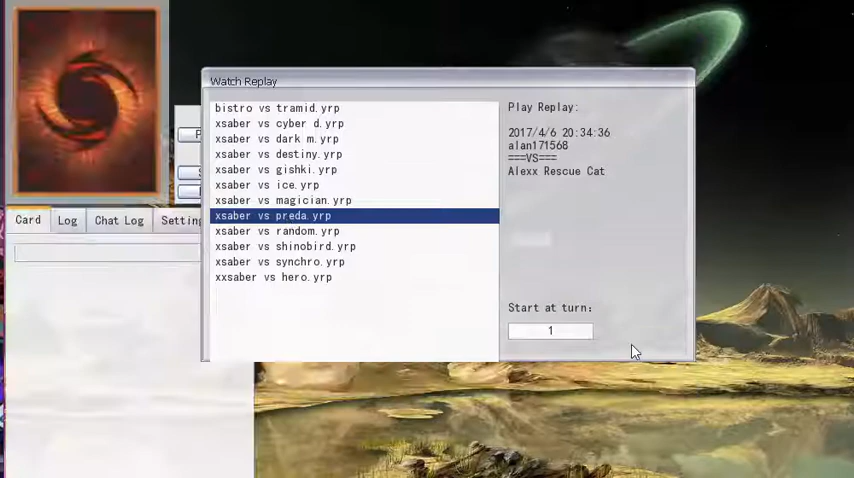 Watch Replay
bistro vs tramid.yrp
xsaber vs cyber d.yrp
xsaber vs dark m.yrp
xsaber vs destiny.yrp
xsaber vs gishki.yrp
xsaber vs ice.yrp
xsaber vs magician.yrp
xsaber vs preda.yrp
xsaber vs random.yrp
xsaber vs shinobird.yrp
xsaber vs synchro.yrp
xxsaber vs hero.yrp
Play Replay:
2017/4/6 20:34:36
alan171568
===VS===
Alexx Rescue Cat
Start at turn:
1
Card
Log
Chat Log